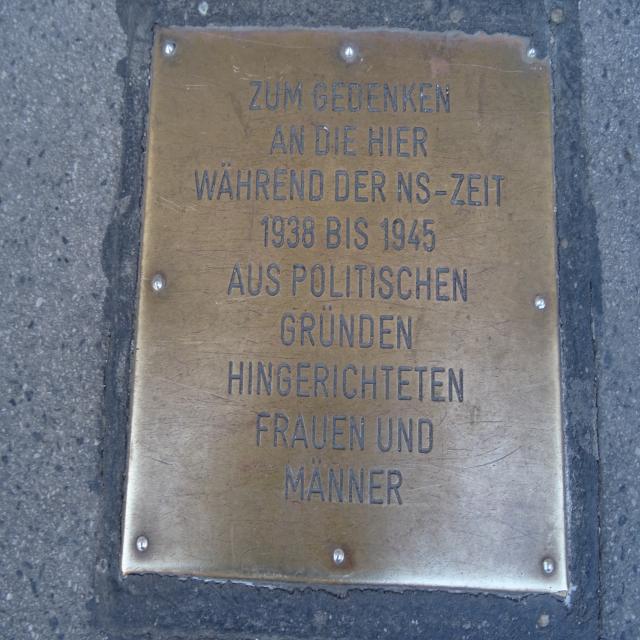 ZUM GEDENKEN
AN DIE HIER
WÄHREND DER NS-ZEIT
1938 BIS 1945
AUS POLITISCHEN
GRÜNDEN
HINGERICHTETEN
FRAUEN UND
MÄNNER